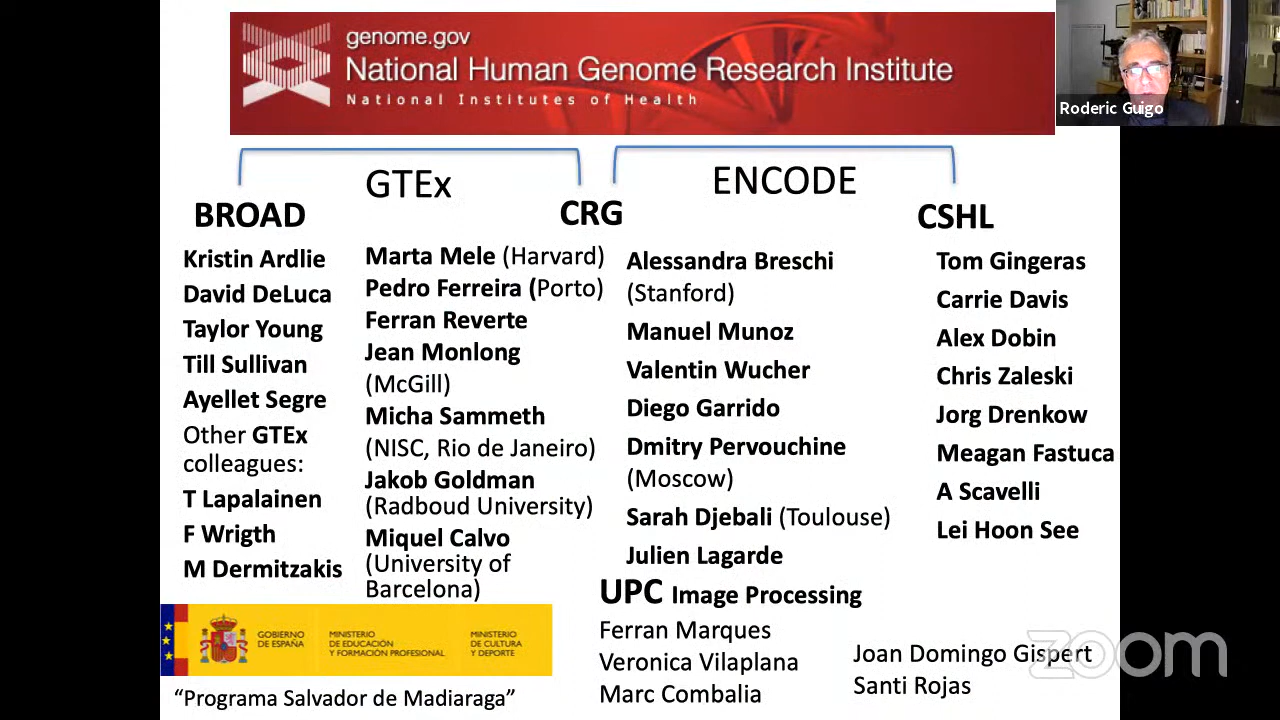 genome.gov
National Human Genome Research Institute
National Institutes of Health
Roderic Guigo
GTEx
ENCODE
BROAD
CRG
CSHL
Kristin Ardlie
David DeLuca
Taylor Young
Till Sullivan
Ayellet Segre
Other GTEx
colleagues:
T Lapalainen
F Wrigth
M Dermitzakis
Marta Mele (Harvard)
Pedro Ferreira (Porto)
Ferran Reverte
Jean Monlong
(McGill)
Micha Sammeth
(NISC, Rio de Janeiro)
Jakob Goldman
(Radboud University)
Miquel Calvo
(University of
Barcelona)
Alessandra Breschi
(Stanford)
Manuel Munoz
Valentin Wucher
Diego Garrido
Dmitry Pervouchine
(Moscow)
Sarah Djebali (Toulouse)
Julien Lagarde
Tom Gingeras
Carrie Davis
Alex Dobin
Chris Zaleski
Jorg Drenkow
Meagan Fastuca
A Scavelli
Lei Hoon See
UPC Image Processing
Ferran Marques
Veronica Vilaplana
Marc Combalia
Joan Domingo Gispert
Santi Rojas
zoom
GOBIERNO
DE ESPAÑA
MINISTERIO
DE EDUCACIÓN
Y FORMACIÓN PROFESIONAL
MINISTERIO
DE CULTURA
Y DEPORTE
“Programa Salvador de Madiaraga”